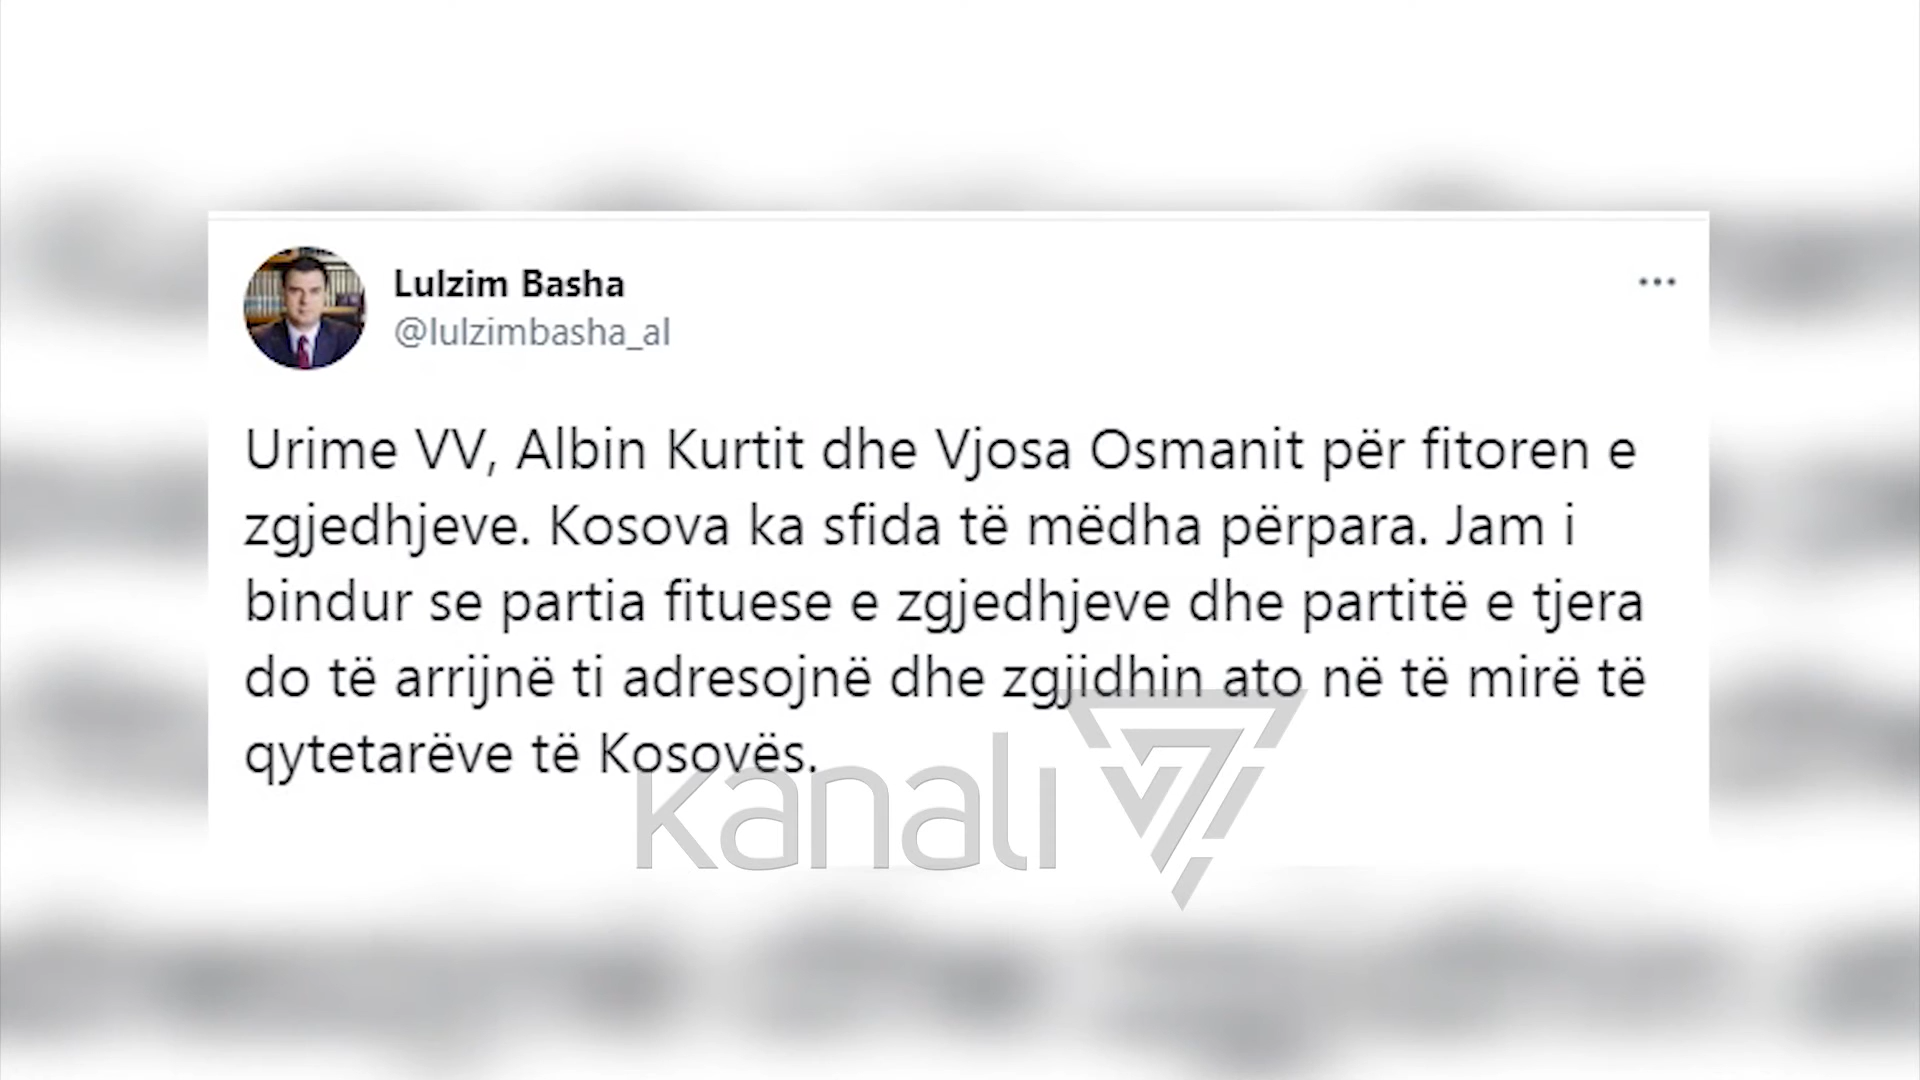 Lulzim Basha
@lulzimbasha_al
Urime VV, Albin Kurtit dhe Vjosa Osmanit për fitoren e
zgjedhjeve. Kosova ka sfida të mëdha përpara. Jam i
bindur se partia fituese e zgjedhjeve dhe partitë e tjera
do të arrijnë ti adresojnë dhe zgjidhin ato në të mirë të
qytetarëve të Kosovës.
kanali 7